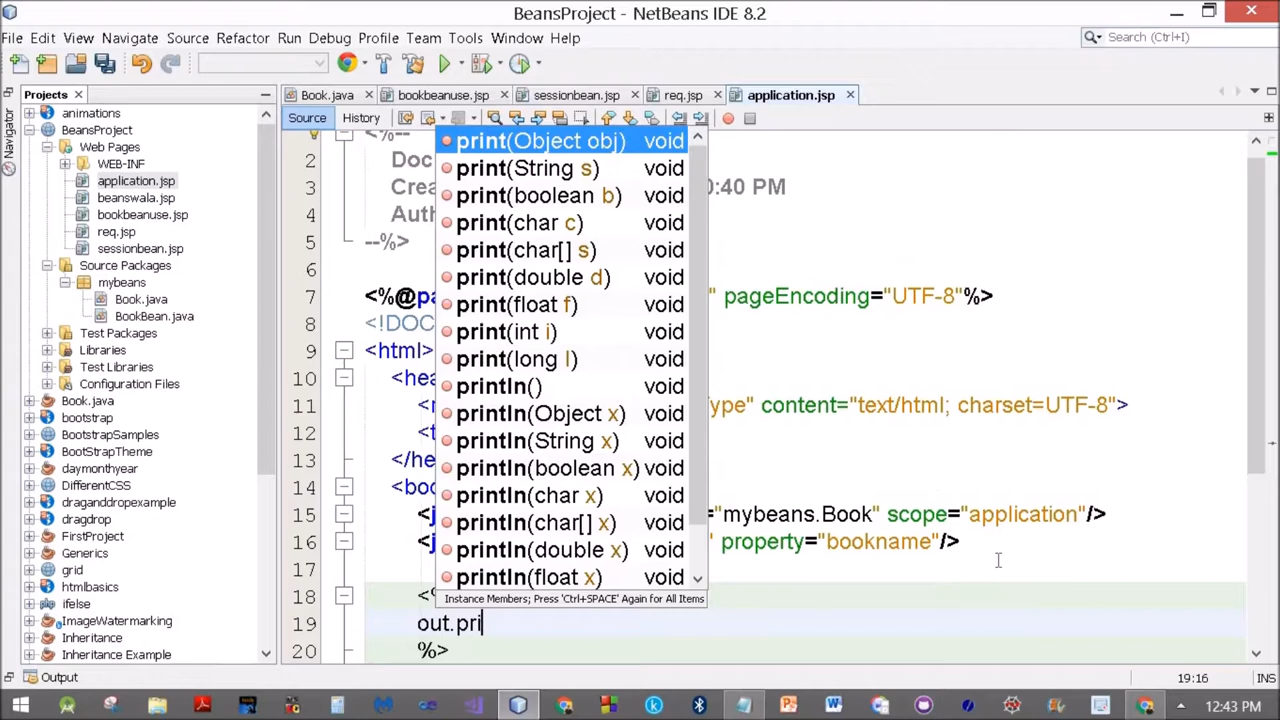 BeansProject - NetBeans IDE 8.2
File Edit View Navigate Source Refactor Run Debug Profile Team Tools Window Help
Search (Ctrl+I)
Projects
Navigator
animations
BeansProject
Web Pages
WEB-INF
application.jsp
beanswala.jsp
bookbeanuse.jsp
req.jsp
sessionbean.jsp
Source Packages
mybeans
Book.java
BookBean.java
Test Packages
Libraries
Test Libraries
Configuration Files
Book.java
bootstrap
BootstrapSamples
BootStrapTheme
daymonthyear
DifferentCSS
draganddropexample
dragdrop
FirstProject
Generics
grid
htmlbasics
ifelse
ImageWatermarking
Inheritance
Inheritance Example
Book.java bookbeanuse.jsp sessionbean.jsp req.jsp application.jsp
Source History
<%--
2 Doc
3 Crea 0:40 PM
4 Auth
5 --%>
6
7 <%@pa " pageEncoding="UTF-8"%>
8 <!DOC
9 <html>
10 <hea
11 <m ype" content="text/html; charset=UTF-8">
12 <t
13 </he
14 <bo
15 <j ="mybeans.Book" scope="application"/>
16 <j " property="bookname"/>
17
18 <%
19 out.pri
20 %>
print(Object obj) void
print(String s) void
print(boolean b) void
print(char c) void
print(char[] s) void
print(double d) void
print(float f) void
print(int i) void
print(long l) void
println() void
println(Object x) void
println(String x) void
println(boolean x) void
println(char x) void
println(char[] x) void
println(double x) void
println(float x) void
Instance Members; Press 'Ctrl+SPACE' Again for All Items
Output
19:16 INS
12:43 PM